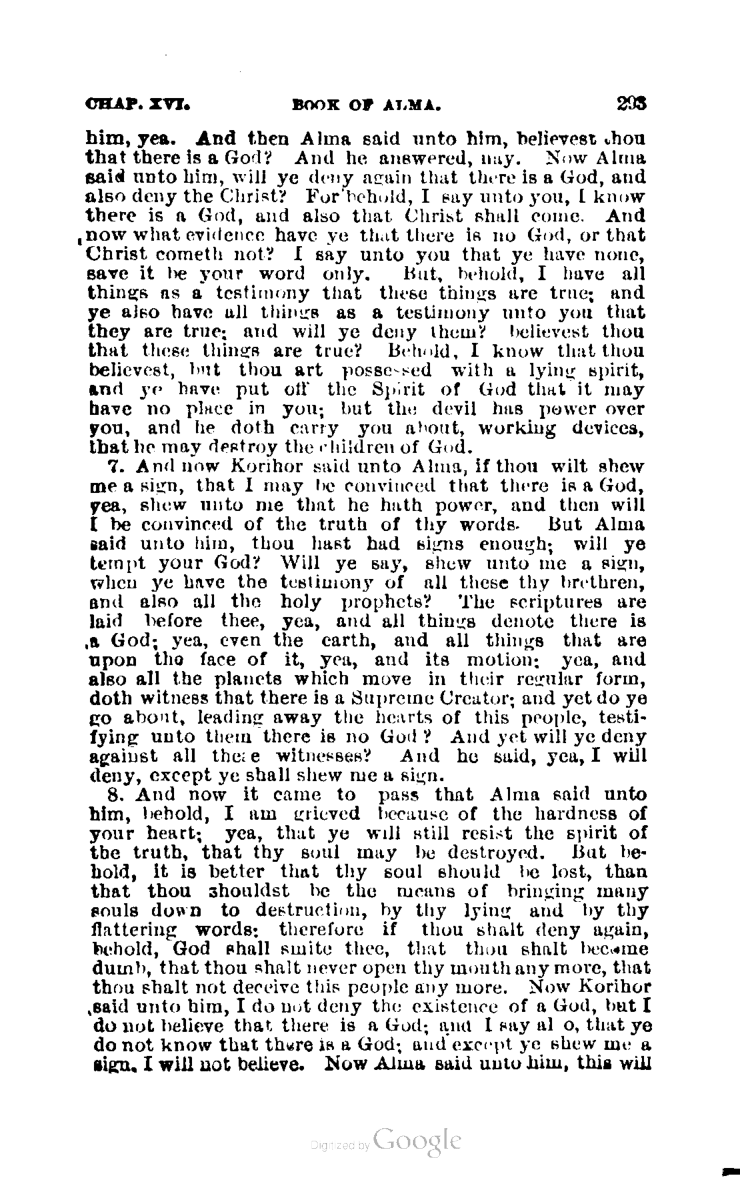 CHAP. XVI. BOOK OF ALMA. 293
him, yea. And then Alma said unto him, believest thou
that there is a God? And he answered, nay. Now Alma
said unto him, will ye deny again that there is a God, and
also deny the Christ? For behold, I say unto you, I know
there is a God, and also that Christ shall come. And
now what evidence have ye that there is no God, or that
Christ cometh not? I say unto you that ye have none,
save it be your word only. But, behold, I have all
things as a testimony that these things are true; and
ye also have all things as a testimony unto you that
they are true; and will ye deny them? believest thou
that these things are true? Behold, I know that thou
believest, but thou art possessed with a lying spirit,
and ye have put off the Spirit of God that it may
have no place in you; but the devil has power over
you, and he doth carry you about, working devices,
that he may destroy the children of God.
7. And now Korihor said unto Alma, if thou wilt shew
me a sign, that I may be convinced that there is a God,
yea, shew unto me that he hath power, and then will
I be convinced of the truth of thy words. But Alma
said unto him, thou hast had signs enough; will ye
tempt your God? Will ye say, shew unto me a sign,
when ye have the testimony of all these thy brethren,
and also all the holy prophets? The scriptures are
laid before thee, yea, and all things denote there is
a God; yea, even the earth, and all things that are
upon the face of it, yea, and its motion; yea, and
also all the planets which move in their regular form,
doth witness that there is a Supreme Creator; and yet do ye
go about, leading away the hearts of this people, testi-
fying unto them there is no God? And yet will ye deny
against all these witnesses? And he said, yea, I will
deny, except ye shall shew me a sign.
8. And now it came to pass that Alma said unto
him, behold, I am grieved because of the hardness of
your heart; yea, that ye will still resist the spirit of
the truth, that thy soul may be destroyed. But be-
hold, it is better that thy soul should be lost, than
that thou shouldst be the means of bringing many
souls down to destruction, by thy lying and by thy
flattering words; therefore if thou shalt deny again,
behold, God shall smite thee, that thou shalt become
dumb, that thou shalt never open thy mouth any more, that
thou shalt not deceive this people any more. Now Korihor
said unto him, I do not deny the existence of a God, but I
do not believe that there is a God; and I say also, that ye
do not know that there is a God; and except ye shew me a
sign, I will not believe. Now Alma said unto him, this will
Digitized by Google